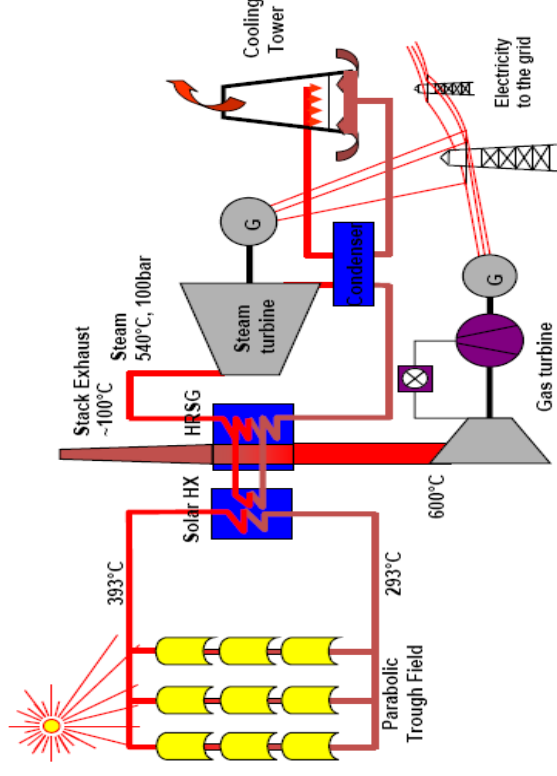 393°C
Solar HX
293°C
Parabolic
Trough Field
Stack Exhaust
~100°C
HRSG
600°C
Steam
540°C, 100bar
Steam
turbine
G
Condenser
Cooling
Tower
Gas turbine
G
Electricity
to the grid